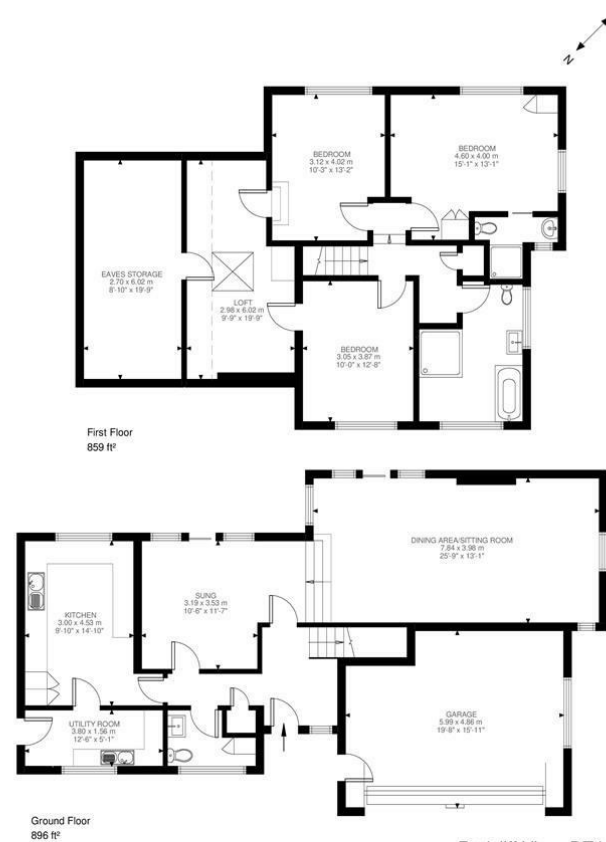 N
BEDROOM
3.12 x 4.02 m
10'-3" x 13'-2"
BEDROOM
4.60 x 4.00 m
15'-1" x 13'-1"
EAVES STORAGE
2.70 x 6.02 m
8'-10" x 19'-9"
LOFT
2.98 x 6.02 m
9'-9" x 19'-9"
BEDROOM
3.05 x 3.87 m
10'-0" x 12'-8"
First Floor
859 ft²
DINING AREA/SITTING ROOM
7.84 x 3.98 m
25'-9" x 13'-1"
KITCHEN
3.00 x 4.53 m
9'-10" x 14'-10"
SUNG
3.19 x 3.53 m
10'-6" x 11'-7"
UTILITY ROOM
3.80 x 1.56 m
12'-6" x 5'-1"
GARAGE
5.99 x 4.86 m
19'-8" x 15'-11"
Ground Floor
896 ft²